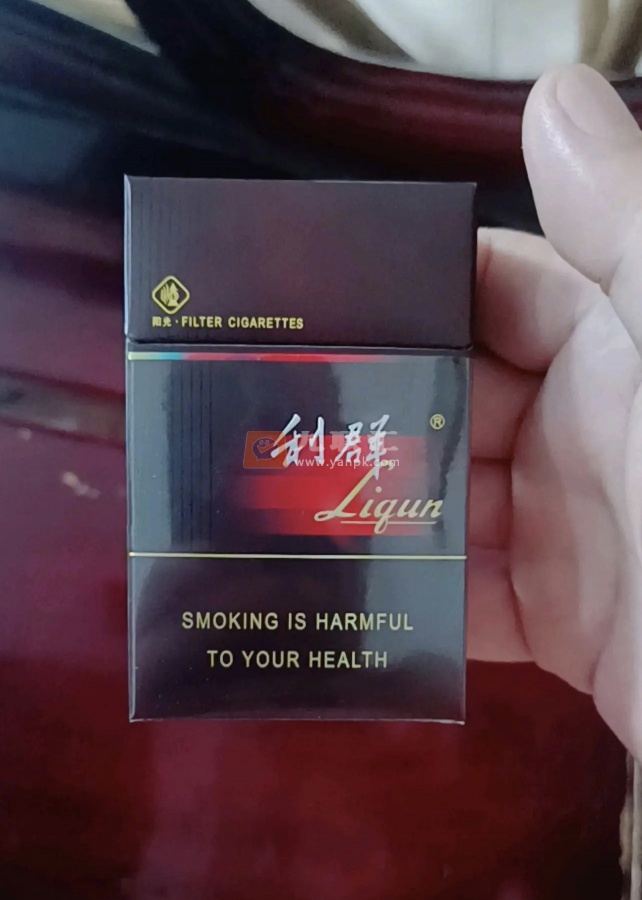 阳光·FILTER CIGARETTES
利群
®
www.yanpk.com
Liqun
SMOKING IS HARMFUL
TO YOUR HEALTH